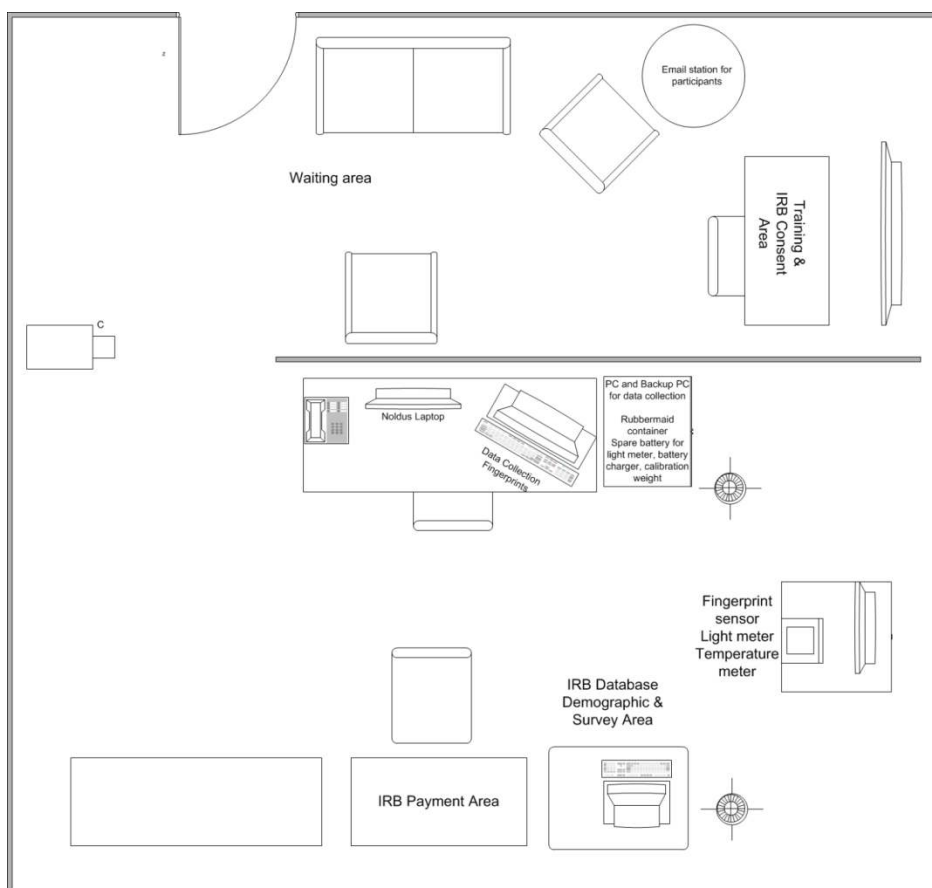 Email station for
participants
Waiting area
Training &
IRB Consent
Area
C
Noldus Laptop
Data Collection
Fingerprints
PC and Backup PC
for data collection
Rubbermaid
container
Spare battery for
light meter, battery
charger, calibration
weight
Fingerprint
sensor
Light meter
Temperature
meter
IRB Database
Demographic &
Survey Area
IRB Payment Area